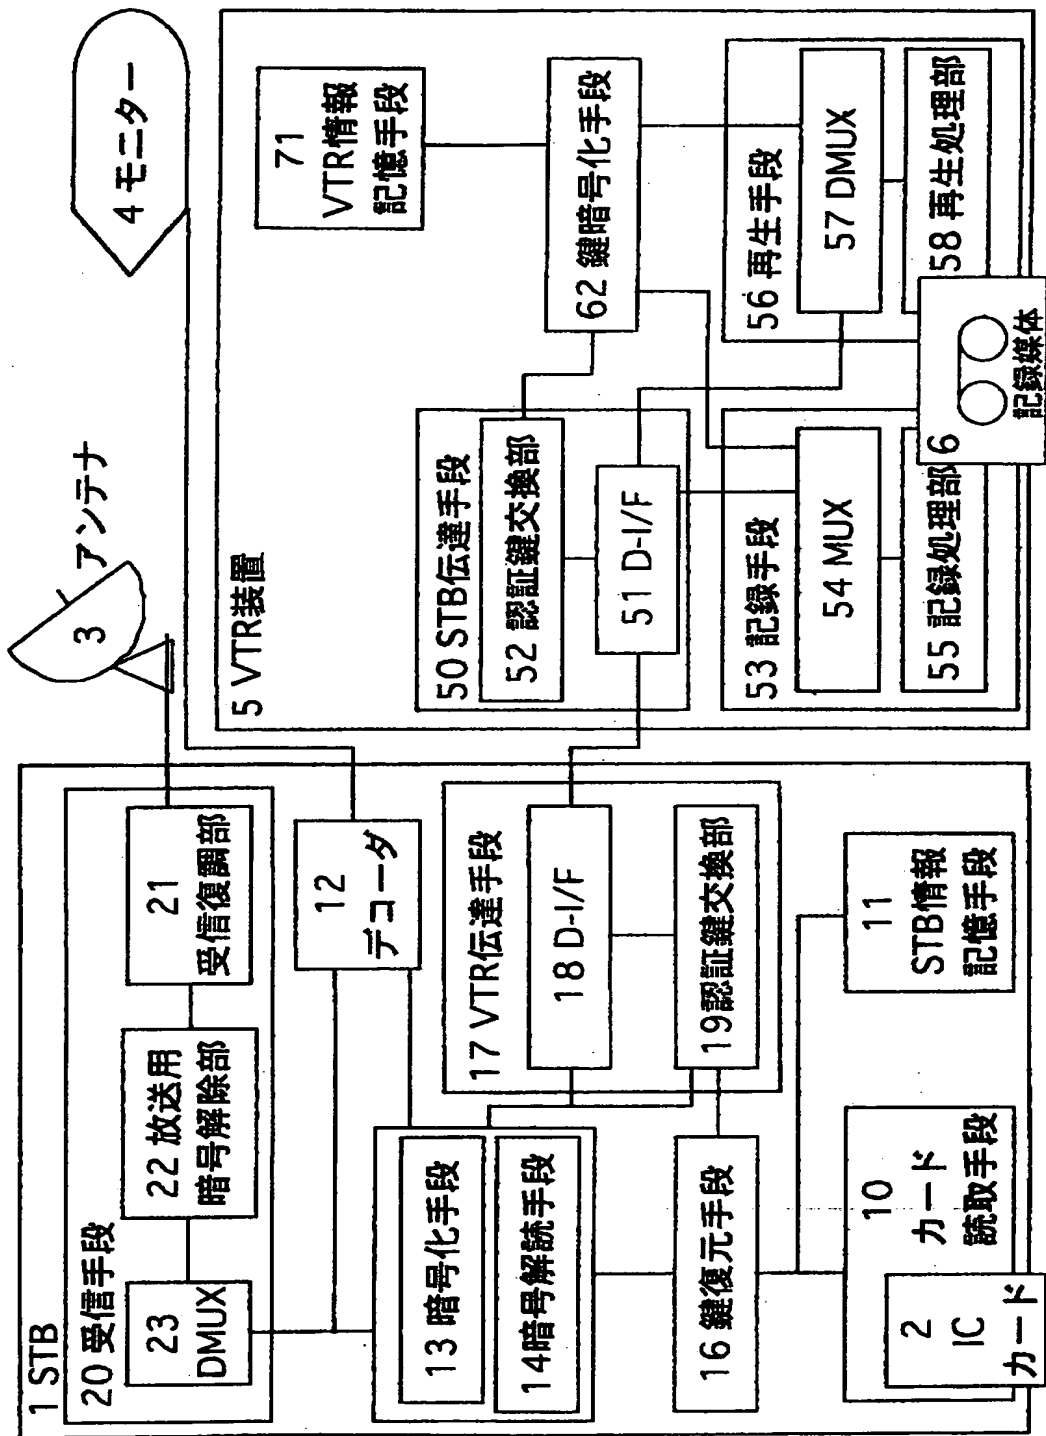 1 STB
20 受信手段
23
DMUX
22 放送用
暗号解除部
21
受信復調部
3
アンテナ
4 モニター
12
デコーダ
13 暗号化手段
14暗号解読手段
17 VTR伝達手段
18 D-I/F
19認証鍵交換部
16 鍵復元手段
10
カード
読取手段
2
IC
カード
11
STB情報
記憶手段
5 VTR装置
50 STB伝達手段
52 認証鍵交換部
51 D-I/F
71
VTR情報
記憶手段
62 鍵暗号化手段
53 記録手段
54 MUX
55 記録処理部
56 再生手段
57 DMUX
58 再生処理部
6
記録媒体